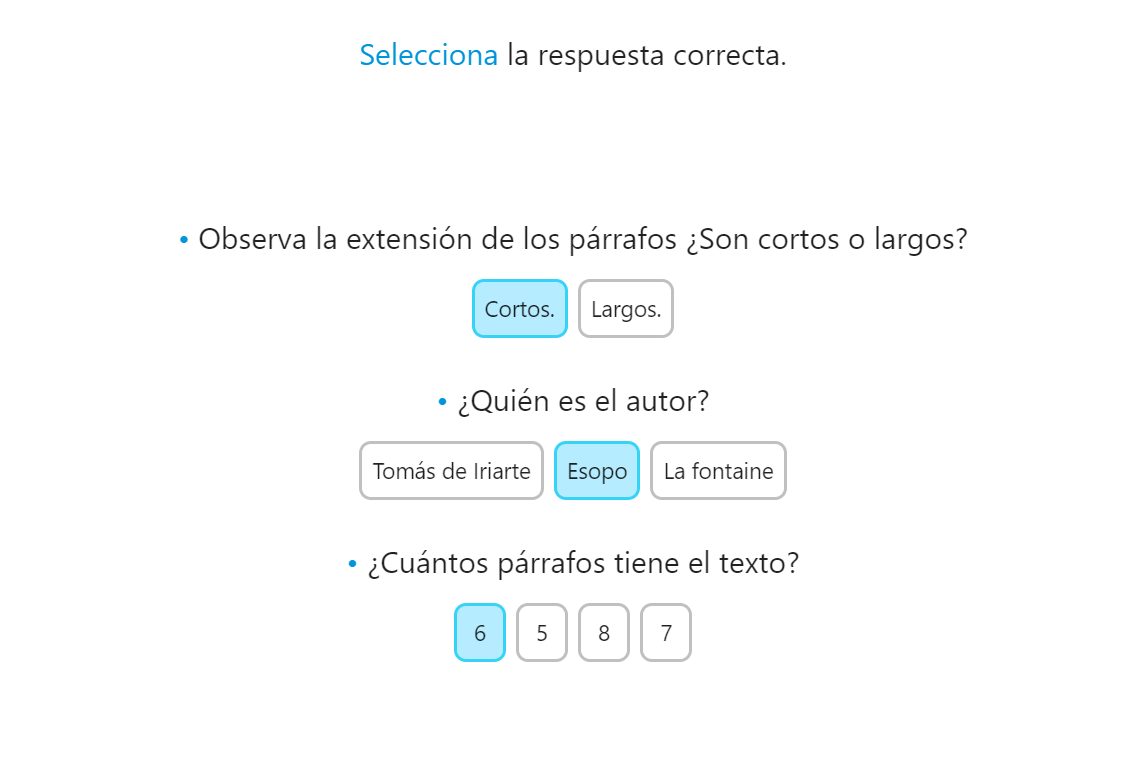 Selecciona la respuesta correcta.
• Observa la extensión de los párrafos ¿Son cortos o largos?
Cortos. Largos.
• ¿Quién es el autor?
Tomás de Iriarte Esopo La fontaine
• ¿Cuántos párrafos tiene el texto?
6 5 8 7